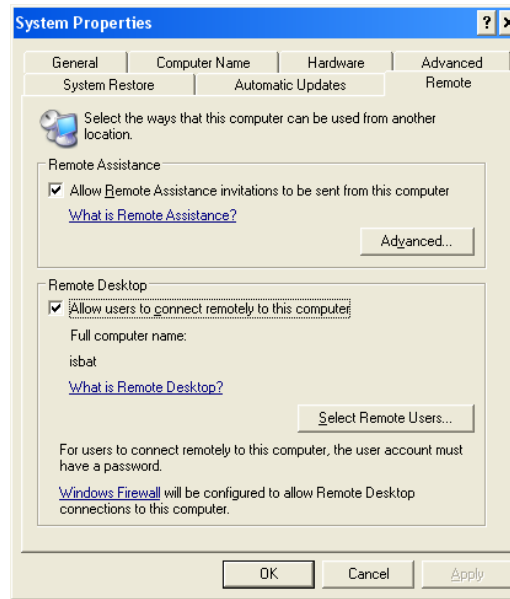 System Properties
?
General
Computer Name
Hardware
Advanced
System Restore
Automatic Updates
Remote
Select the ways that this computer can be used from another
location.
Remote Assistance
Allow Remote Assistance invitations to be sent from this computer
What is Remote Assistance?
Advanced...
Remote Desktop
Allow users to connect remotely to this computer
Full computer name:
isbat
What is Remote Desktop?
Select Remote Users...
For users to connect remotely to this computer, the user account must
have a password.
Windows Firewall will be configured to allow Remote Desktop
connections to this computer.
OK
Cancel
Apply